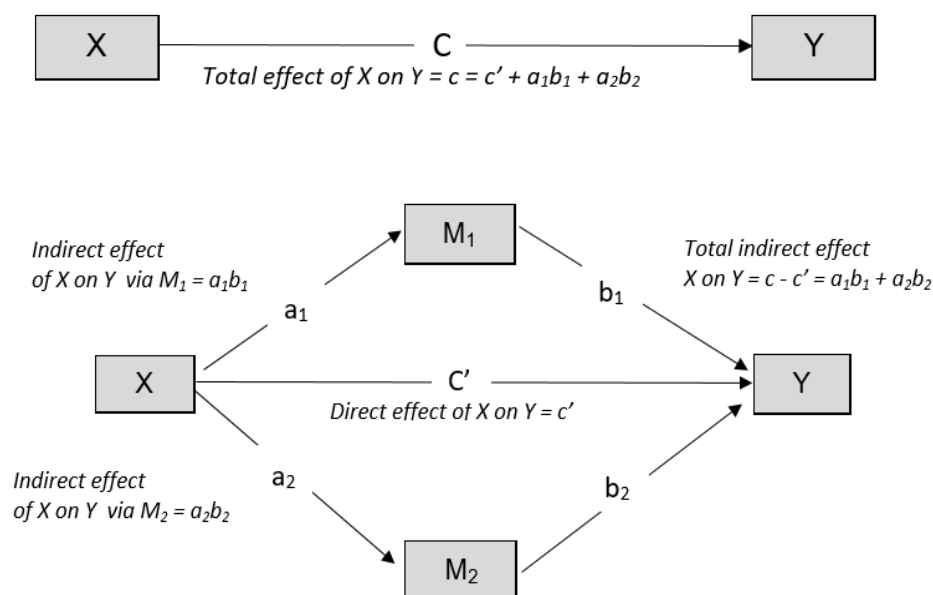 X
C
Y
Total effect of X on Y = c = c’ + a₁b₁ + a₂b₂
M₁
Indirect effect
of X on Y  via M₁ = a₁b₁
Total indirect effect
X on Y = c - c’ = a₁b₁ + a₂b₂
a₁
b₁
X
C’
Y
Direct effect of X on Y = c’
Indirect effect
of X on Y  via M₂ = a₂b₂
a₂
b₂
M₂